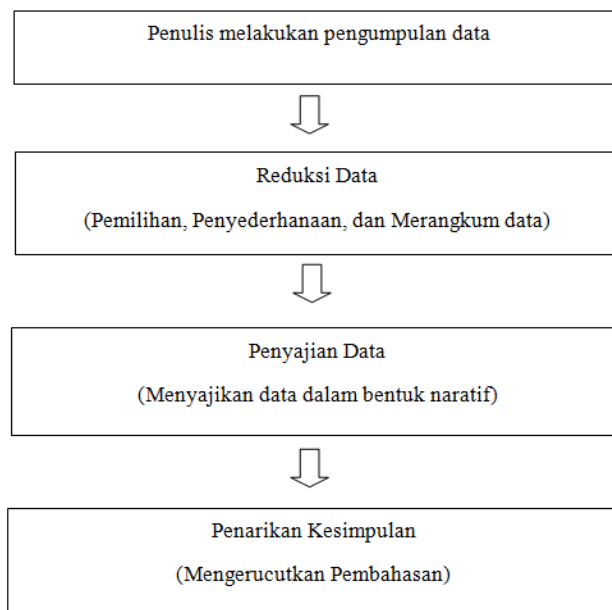 Penulis melakukan pengumpulan data
Reduksi Data
(Pemilihan, Penyederhanaan, dan Merangkum data)
Penyajian Data
(Menyajikan data dalam bentuk naratif)
Penarikan Kesimpulan
(Mengerucutkan Pembahasan)